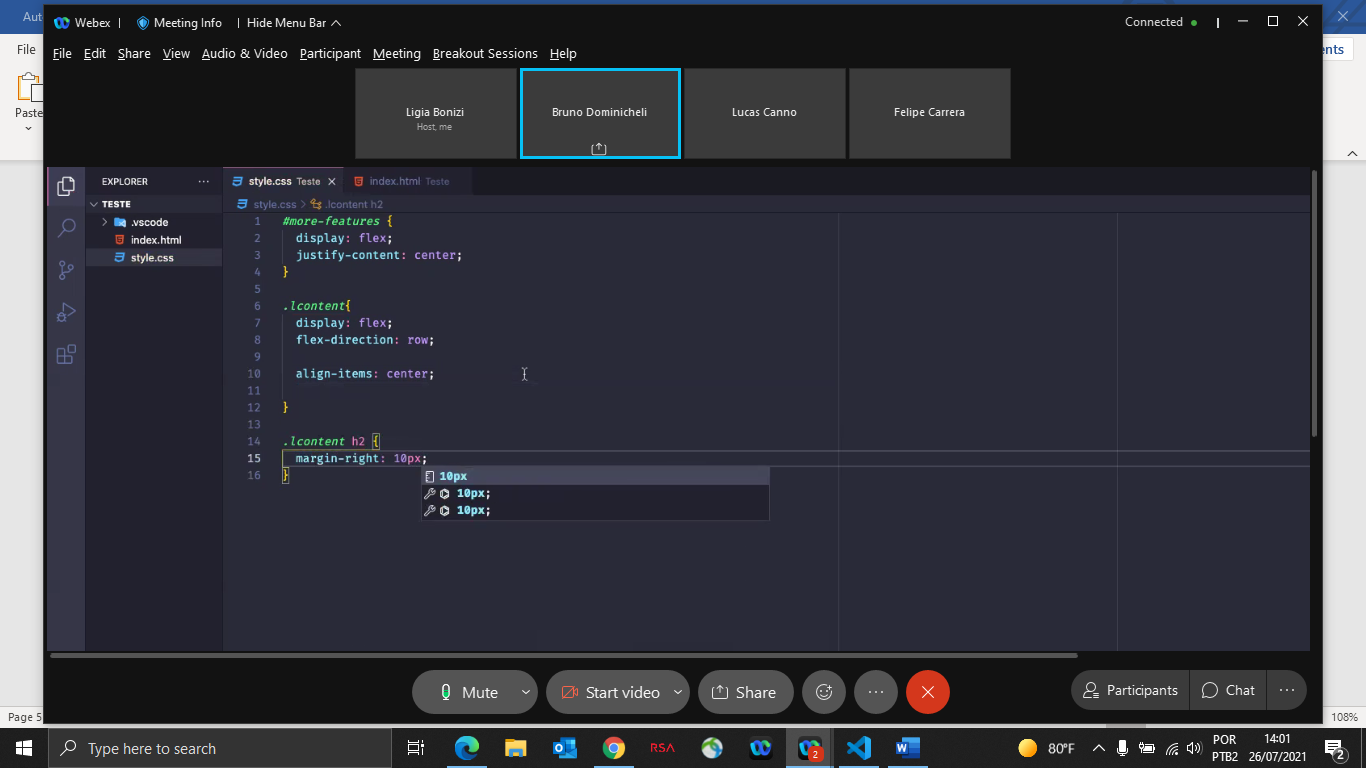 Aut
File
Paste
ents
Webex
Meeting Info
Hide Menu Bar
Connected
File Edit Share View Audio & Video Participant Meeting Breakout Sessions Help
Ligia Bonizi
Host, me
Bruno Dominicheli
Lucas Canno
Felipe Carrera
EXPLORER
TESTE
.vscode
index.html
style.css
style.css Teste
index.html Teste
style.css > .lcontent h2
1 #more-features {
2 display: flex;
3 justify-content: center;
4 }
5
6 .lcontent{
7 display: flex;
8 flex-direction: row;
9
10 align-items: center;
11
12 }
13
14 .lcontent h2 {
15 margin-right: 10px;
16 }
10px
10px;
10px;
Mute
Start video
Share
Participants
Chat
Page 5
108%
Type here to search
RSA
2
80°F
POR
PTB2
14:01
26/07/2021
2